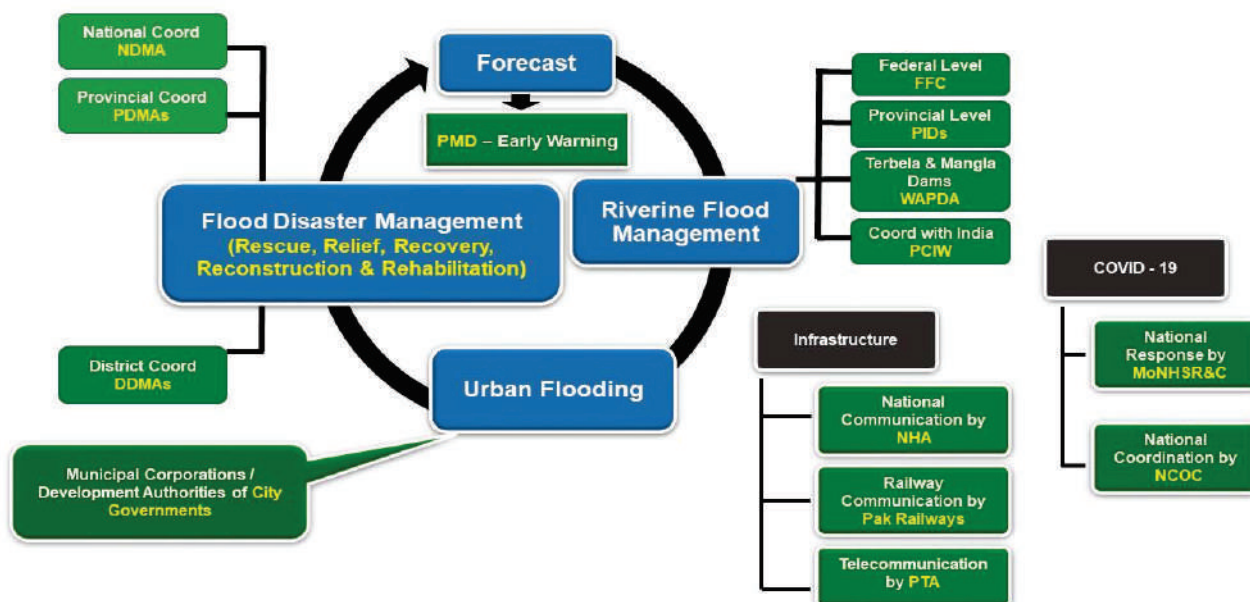 National Coord
NDMA
Provincial Coord
PDMAs
Forecast
PMD – Early Warning
Federal Level
FFC
Provincial Level
PIDs
Terbela & Mangla
Dams
WAPDA
Coord with India
PCIW
Flood Disaster Management
(Rescue, Relief, Recovery,
Reconstruction & Rehabilitation)
Riverine Flood
Management
District Coord
DDMAs
Urban Flooding
Municipal Corporations /
Development Authorities of City
Governments
Infrastructure
National
Communication by
NHA
Railway
Communication by
Pak Railways
Telecommunication
by PTA
COVID - 19
National
Response by
MoNHSR&C
National
Coordination by
NCOC